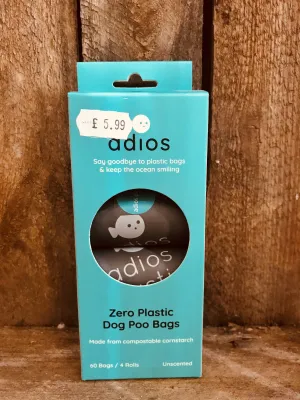 £ 5.99
adios
Say goodbye to plastic bags
& keep the ocean smiling
adios
Zero Plastic
Dog Poo Bags
Made from compostable cornstarch
60 Bags / 4 Rolls
Unscented